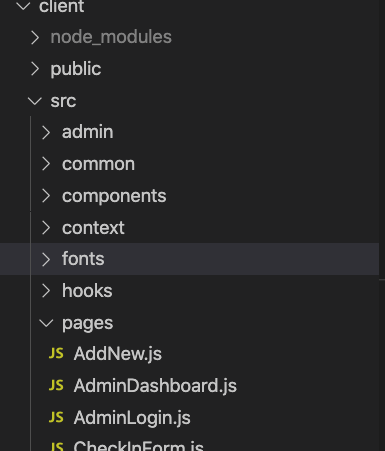 client
node_modules
public
src
admin
common
components
context
fonts
hooks
pages
JS AddNew.js
JS AdminDashboard.js
JS AdminLogin.js
JS CheckInForm.js